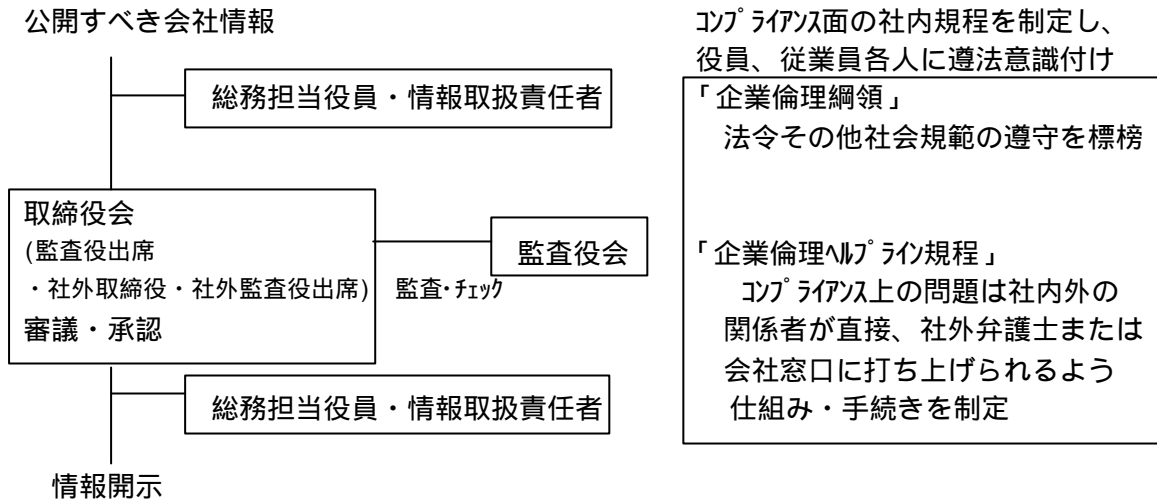 公開すべき会社情報
総務担当役員・情報取扱責任者
取締役会
(監査役出席
・社外取締役・社外監査役出席)
審議・承認
監査・ﾁｪｯｸ
監査役会
総務担当役員・情報取扱責任者
情報開示
ｺﾝﾌﾟﾗｲｱﾝｽ面の社内規程を制定し、
役員、従業員各人に遵法意識付け
「企業倫理綱領」
法令その他社会規範の遵守を標榜
「企業倫理ﾍﾙﾌﾟﾗｲﾝ規程」
ｺﾝﾌﾟﾗｲｱﾝｽ上の問題は社内外の
関係者が直接、社外弁護士または
会社窓口に打ち上げられるよう
仕組み・手続きを制定